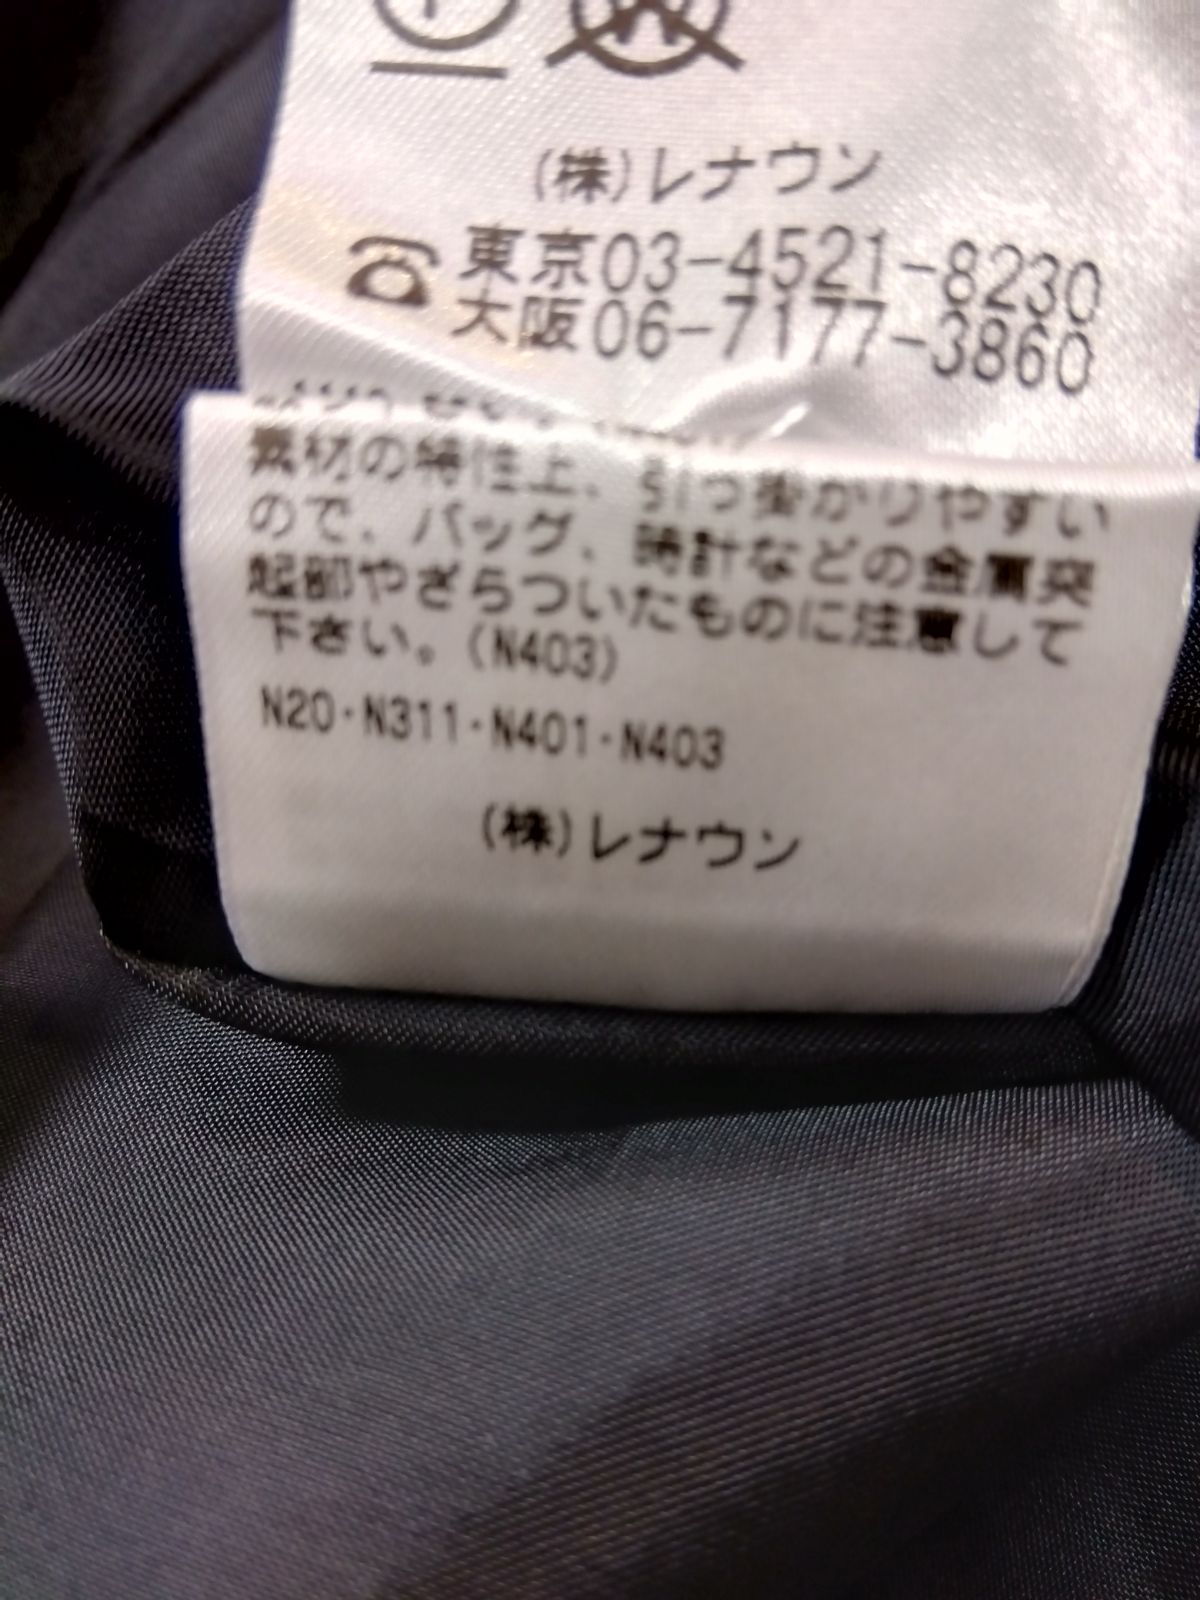 (株)レナウン
東京03-4521-8230
大阪06-7177-3860
素材の特性上、引っ掛かりやすい
ので、バッグ、時計などの金属突
起部やざらついたものに注意して
下さい。(N403)
N20・N311・N401・N403
(株)レナウン